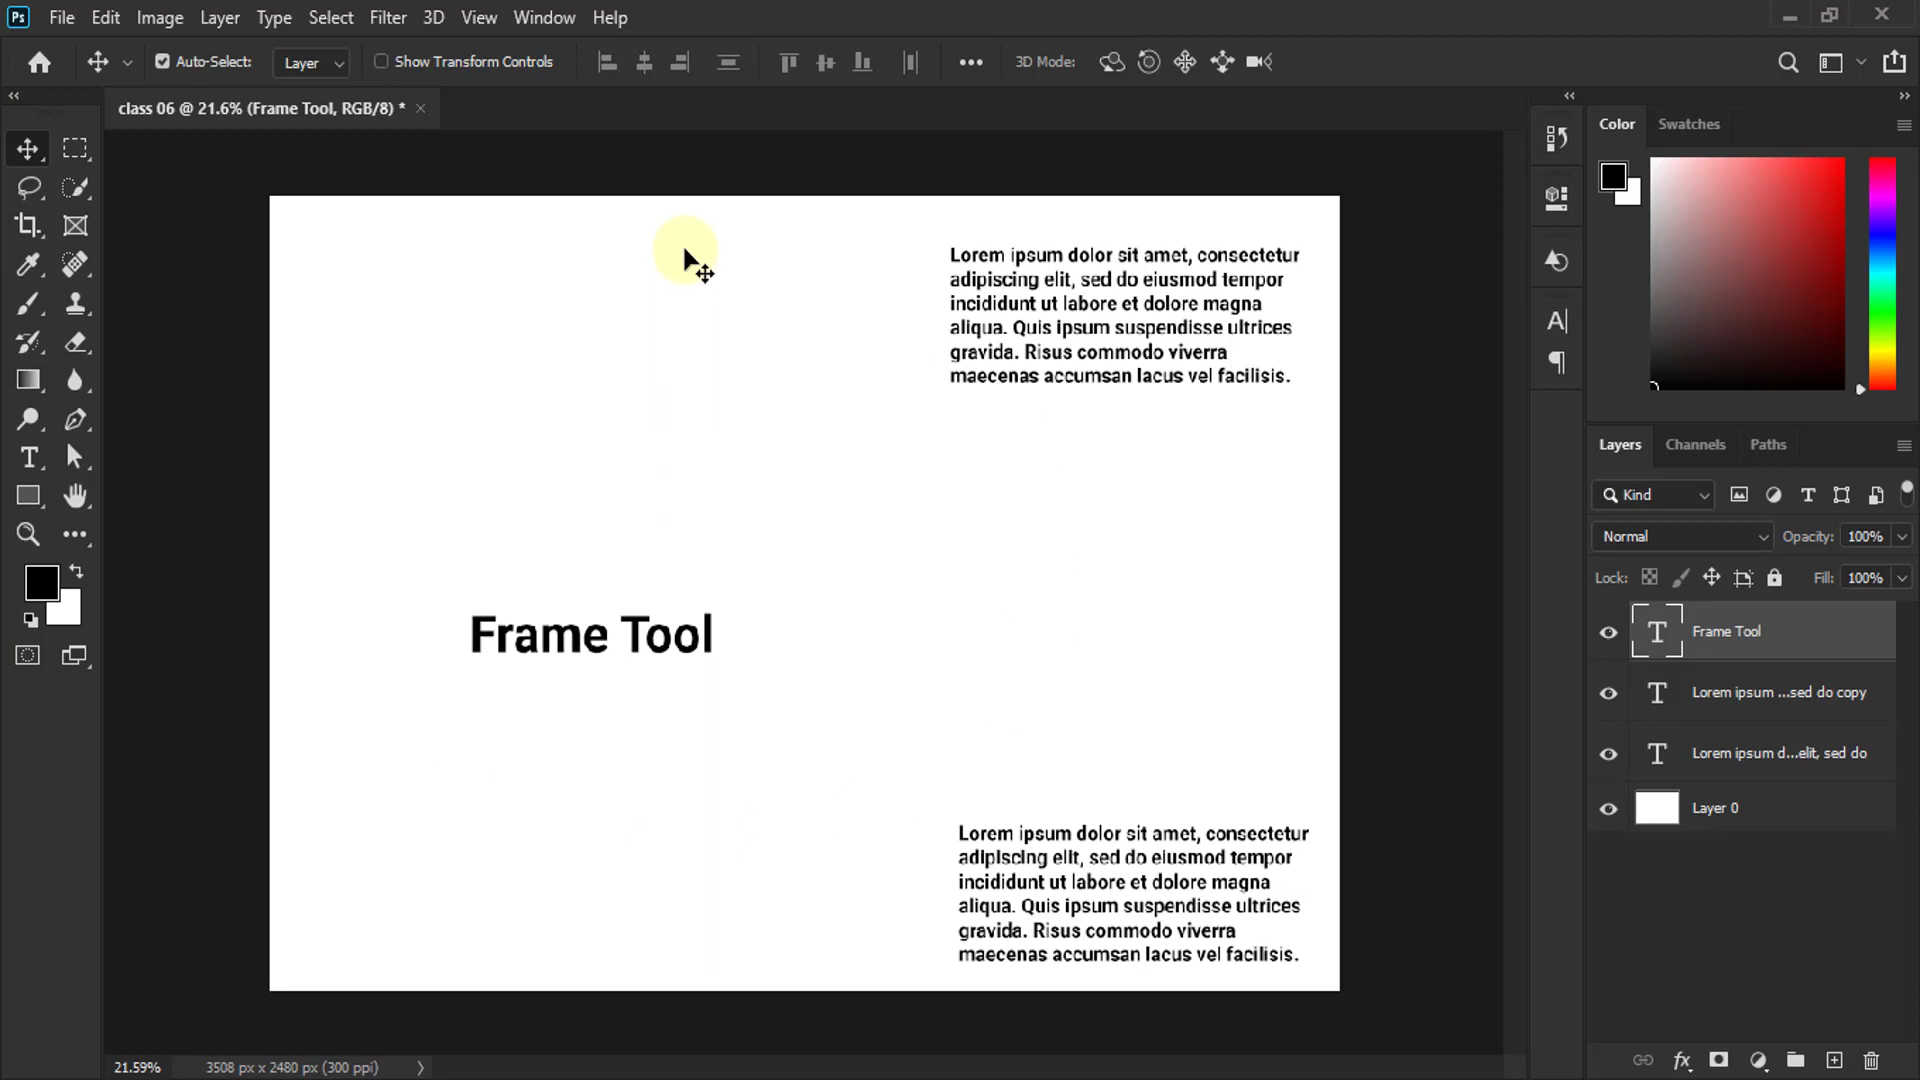 Ps File Edit Image Layer Type Select Filter 3D View Window Help
Auto-Select: Layer Show Transform Controls 3D Mode:
class 06 @ 21.6% (Frame Tool, RGB/8) *
Color Swatches
Lorem ipsum dolor sit amet, consectetur
adipiscing elit, sed do eiusmod tempor
incididunt ut labore et dolore magna
aliqua. Quis ipsum suspendisse ultrices
gravida. Risus commodo viverra
maecenas accumsan lacus vel facilisis.
Frame Tool
Lorem ipsum dolor sit amet, consectetur
adipiscing elit, sed do eiusmod tempor
incididunt ut labore et dolore magna
aliqua. Quis ipsum suspendisse ultrices
gravida. Risus commodo viverra
maecenas accumsan lacus vel facilisis.
Layers Channels Paths
Kind
Normal Opacity: 100%
Lock: Fill: 100%
Frame Tool
Lorem ipsum ...sed do copy
Lorem ipsum d...elit, sed do
Layer 0
21.59% 3508 px x 2480 px (300 ppi)